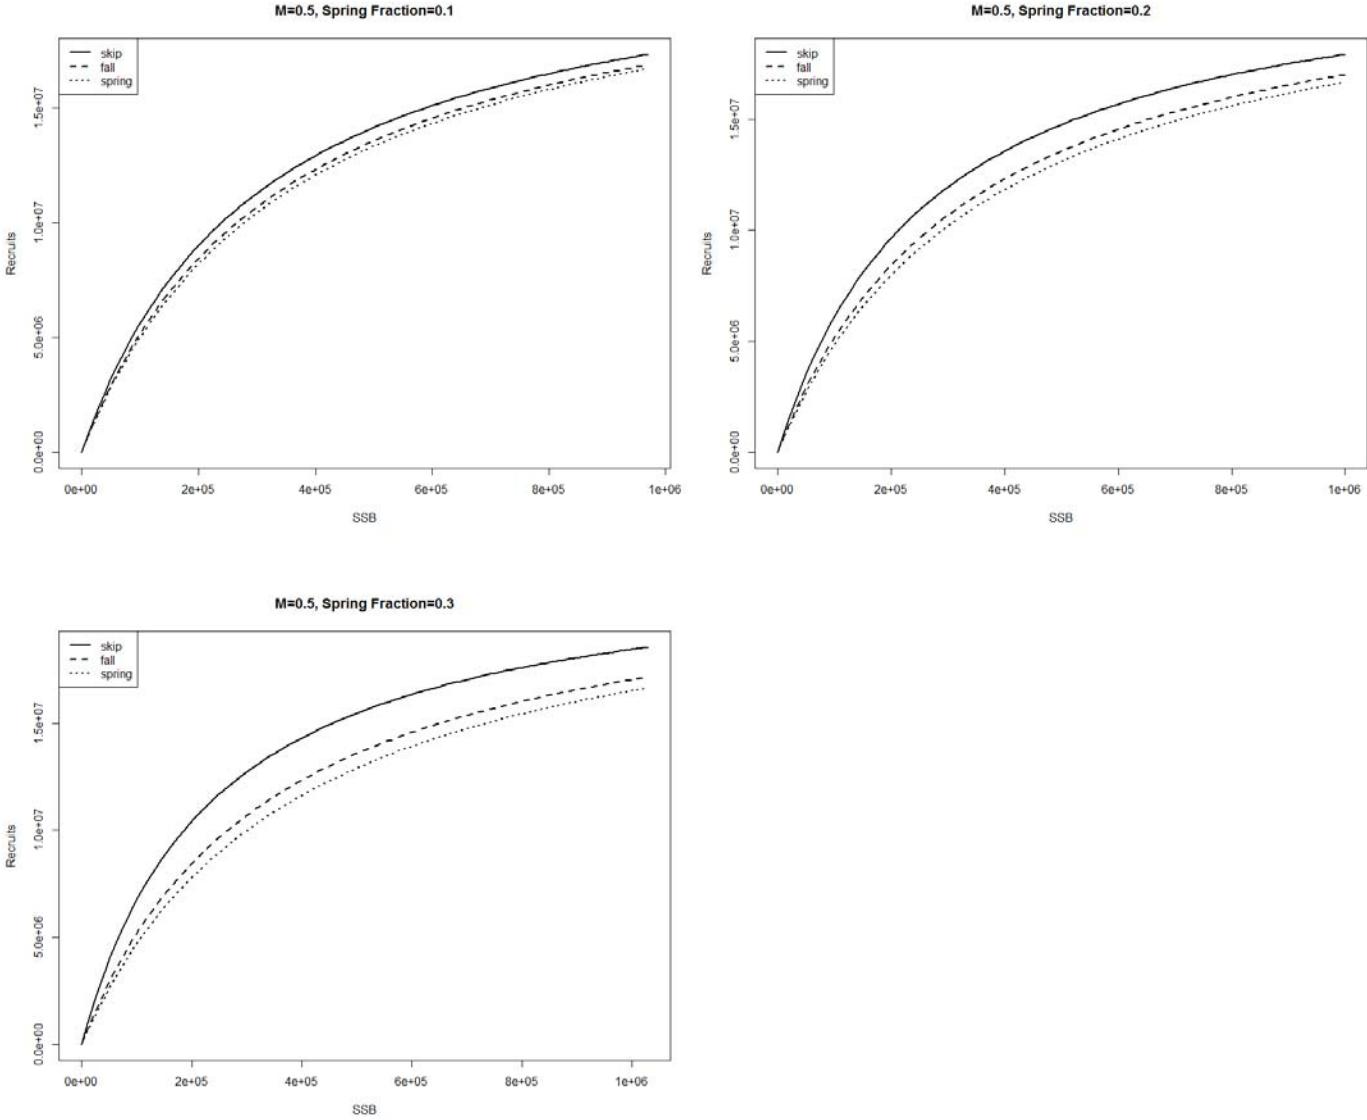 M=0.5, Spring Fraction=0.1
skip
fall
spring
Recruits
0.0e+00
5.0e+06
1.0e+07
1.5e+07
0e+00 2e+05 4e+05 6e+05 8e+05 1e+06
SSB
M=0.5, Spring Fraction=0.2
skip
fall
spring
Recruits
0.0e+00
5.0e+06
1.0e+07
1.5e+07
0e+00 2e+05 4e+05 6e+05 8e+05 1e+06
SSB
M=0.5, Spring Fraction=0.3
skip
fall
spring
Recruits
0.0e+00
5.0e+06
1.0e+07
1.5e+07
0e+00 2e+05 4e+05 6e+05 8e+05 1e+06
SSB